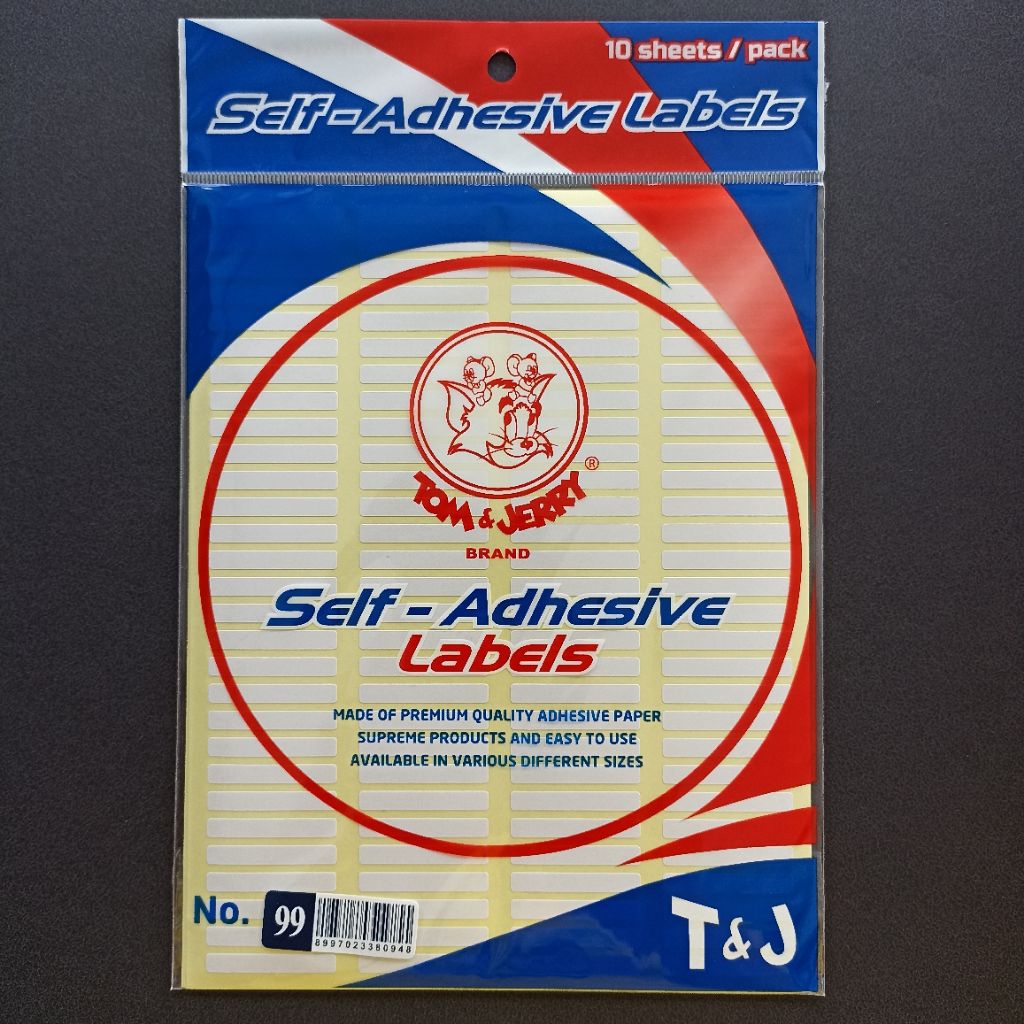 10 sheets / pack
Self-Adhesive Labels
TOM & JERRY ®
BRAND
Self - Adhesive
Labels
MADE OF PREMIUM QUALITY ADHESIVE PAPER
SUPREME PRODUCTS AND EASY TO USE
AVAILABLE IN VARIOUS DIFFERENT SIZES
No. 99
8997023380948
T&J